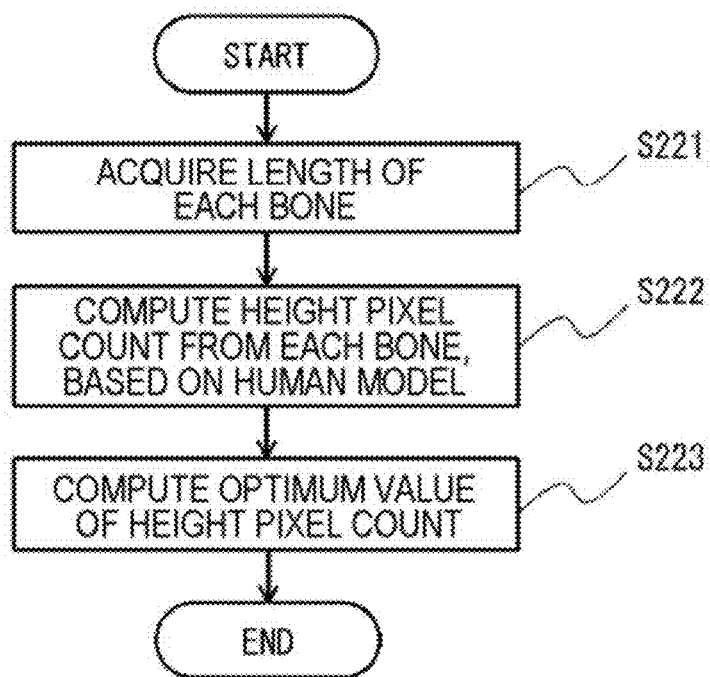 START
S221
ACQUIRE LENGTH OF
EACH BONE
S222
COMPUTE HEIGHT PIXEL
COUNT FROM EACH BONE,
BASED ON HUMAN MODEL
S223
COMPUTE OPTIMUM VALUE
OF HEIGHT PIXEL COUNT
END